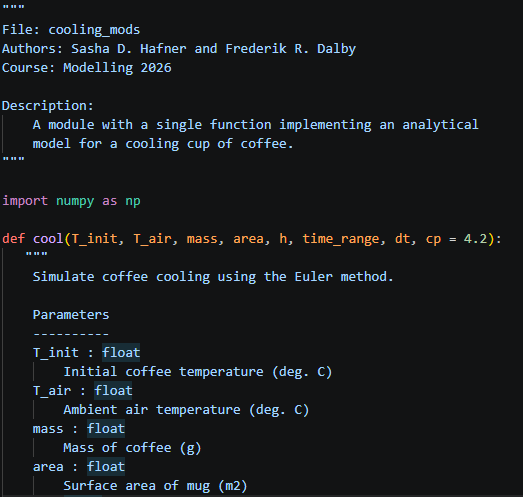 """
File: cooling_mods
Authors: Sasha D. Hafner and Frederik R. Dalby
Course: Modelling 2026

Description:
    A module with a single function implementing an analytical
    model for a cooling cup of coffee.
"""

import numpy as np

def cool(T_init, T_air, mass, area, h, time_range, dt, cp = 4.2):
   """
    Simulate coffee cooling using the Euler method.

    Parameters
    ----------
    T_init : float
        Initial coffee temperature (deg. C)
    T_air : float
        Ambient air temperature (deg. C)
    mass : float
        Mass of coffee (g)
    area : float
        Surface area of mug (m2)